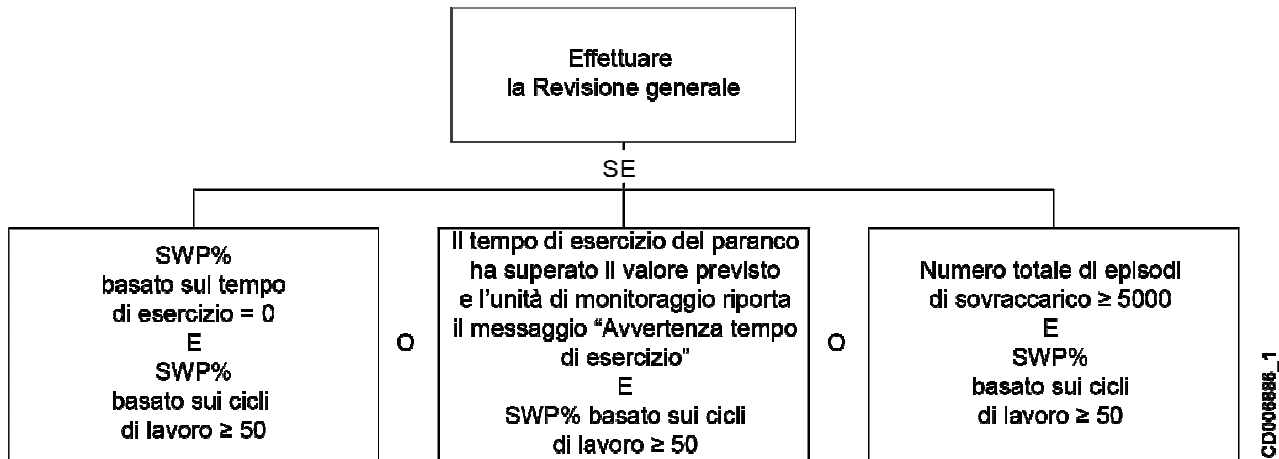 Effettuare
la Revisione generale
SE
SWP%
basato sul tempo
di esercizio = 0
E
SWP%
basato sui cicli
di lavoro ≥ 50
O
Il tempo di esercizio del paranco
ha superato il valore previsto
e l'unità di monitoraggio riporta
il messaggio "Avvertenza tempo
di esercizio"
E
SWP% basato sui cicli
di lavoro ≥ 50
O
Numero totale di episodi
di sovraccarico ≥ 5000
E
SWP%
basato sui cicli
di lavoro ≥ 50
CD006886_1